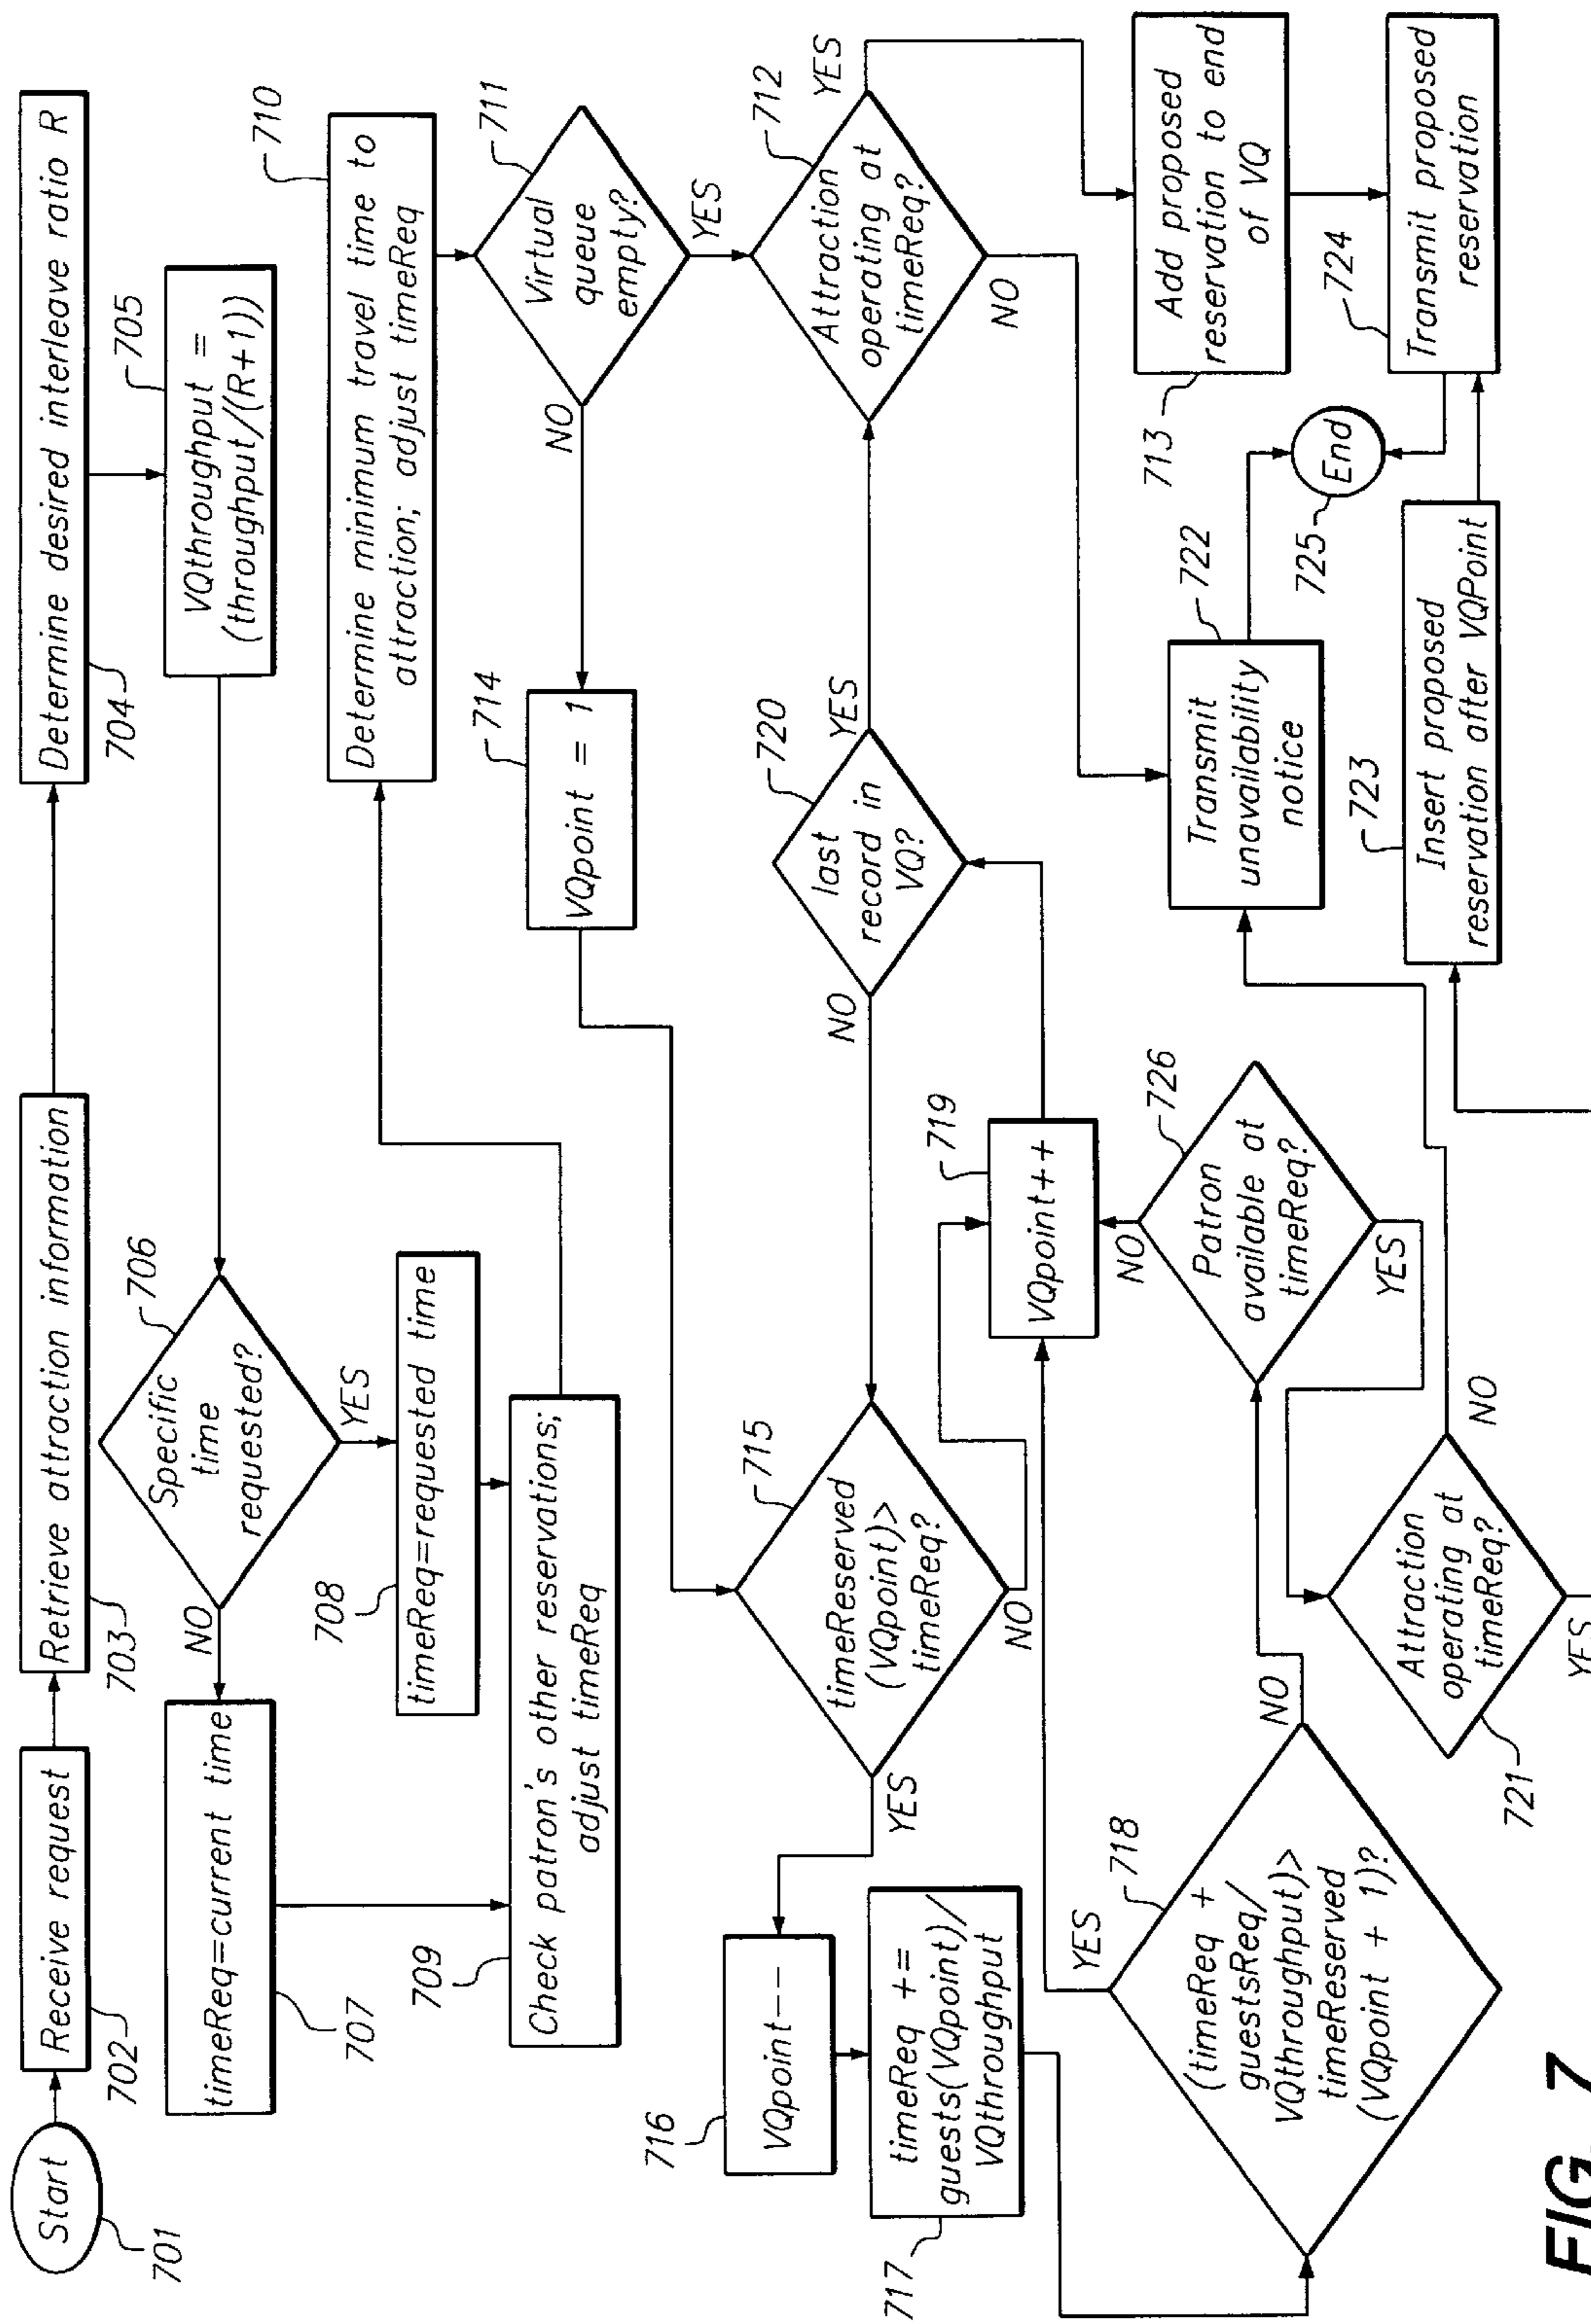 Start
701
Receive request
702
Retrieve attraction information
703
Determine desired interleave ratio R
704
VQthroughput =
(throughput/(R+1))
705
Specific
time
requested?
706
NO
YES
timeReq=current time
707
timeReq=requested time
708
Check patron's other reservations;
adjust timeReq
709
Determine minimum travel time to
attraction; adjust timeReq
710
Virtual
queue
empty?
711
NO
YES
VQpoint = 1
714
Attraction
operating at
timeReq?
712
YES
NO
last
record in
VQ?
720
YES
NO
timeReserved
(VQpoint)>
timeReq?
715
YES
NO
VQpoint--
716
timeReq +=
guests(VQpoint)/
VQthroughput
717
(timeReq +
guestsReq/
VQthroughput)>
timeReserved
(VQpoint + 1)?
718
YES
NO
VQpoint++
719
Patron
available at
timeReq?
726
NO
YES
Attraction
operating at
timeReq?
721
NO
YES
Transmit
unavailability
notice
722
Add proposed
reservation to end
of VQ
713
Insert proposed
reservation after VQPoint
723
Transmit proposed
reservation
724
End
725
FIG. 7